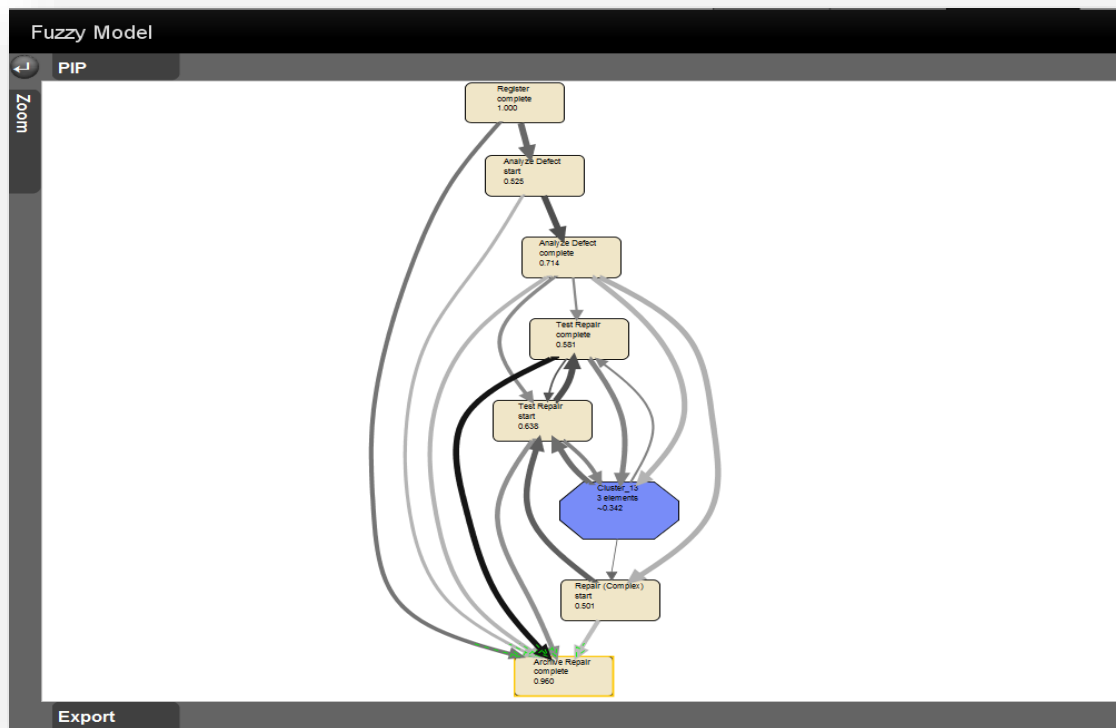 Fuzzy Model
PIP
Zoom
Register
complete
1.000
Analyze Defect
start
0.525
Analyze Defect
complete
0.714
Test Repair
complete
0.581
Test Repair
start
0.638
Cluster_13
3 elements
~0.342
Repair (Complex)
start
0.501
Archive Repair
complete
0.960
Export